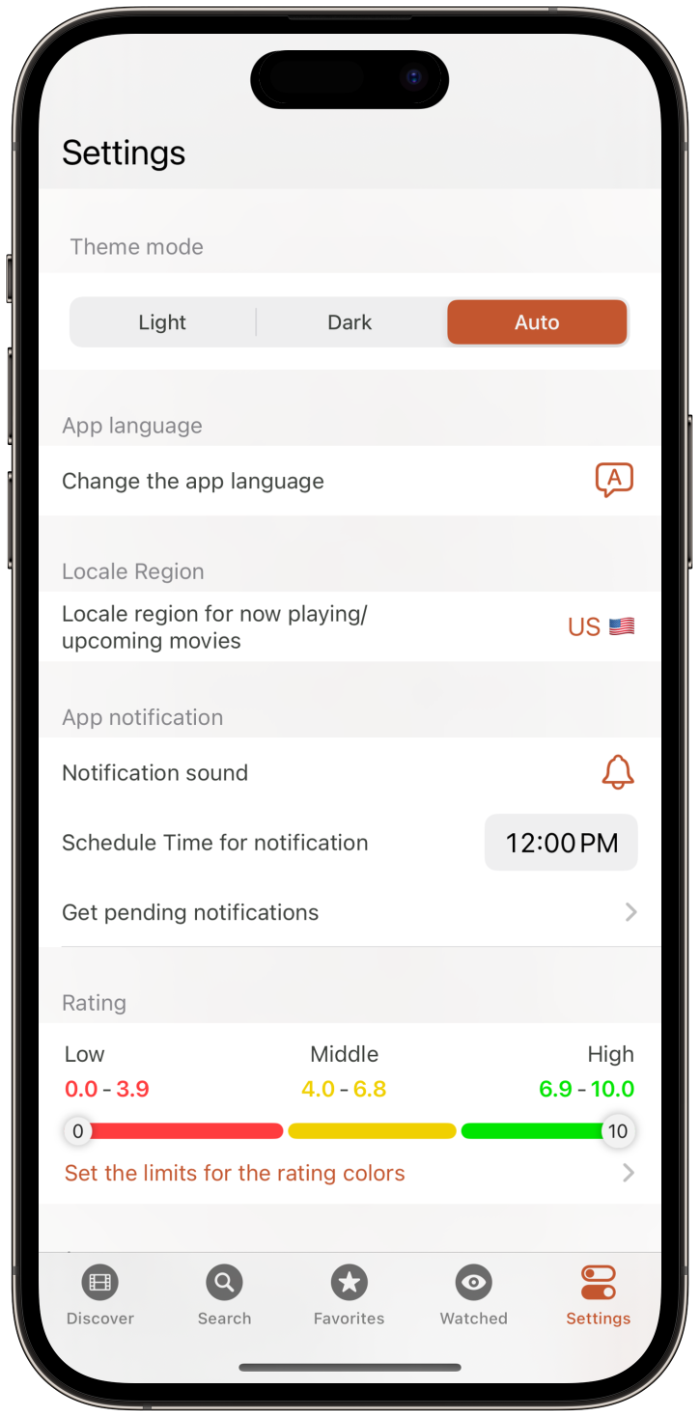 Settings
Theme mode
Light Dark Auto
App language
Change the app language
A
Locale Region
Locale region for now playing/
upcoming movies
US
App notification
Notification sound
Schedule Time for notification 12:00 PM
Get pending notifications
Rating
Low Middle High
0.0 - 3.9 4.0 - 6.8 6.9 - 10.0
0 10
Set the limits for the rating colors
Discover Search Favorites Watched Settings